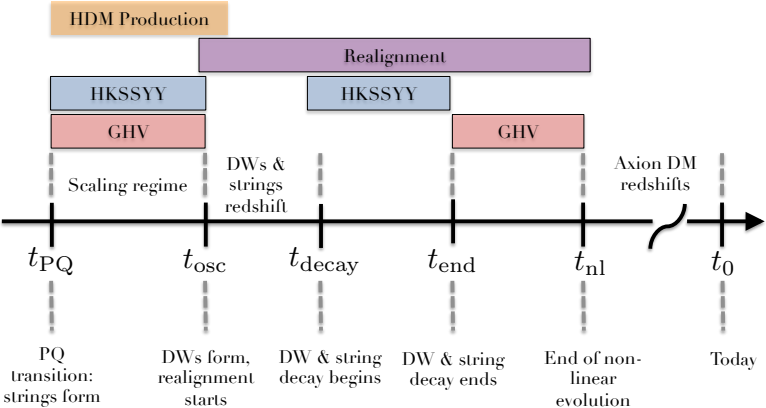 HDM Production
Realignment
HKSSYY
HKSSYY
GHV
GHV
Scaling regime
DWs &
strings
redshift
Axion DM
redshifts
t_PQ
t_osc
t_decay
t_end
t_nl
t_0
PQ
transition:
strings form
DWs form,
realignment
starts
DW & string
decay begins
DW & string
decay ends
End of non-
linear
evolution
Today